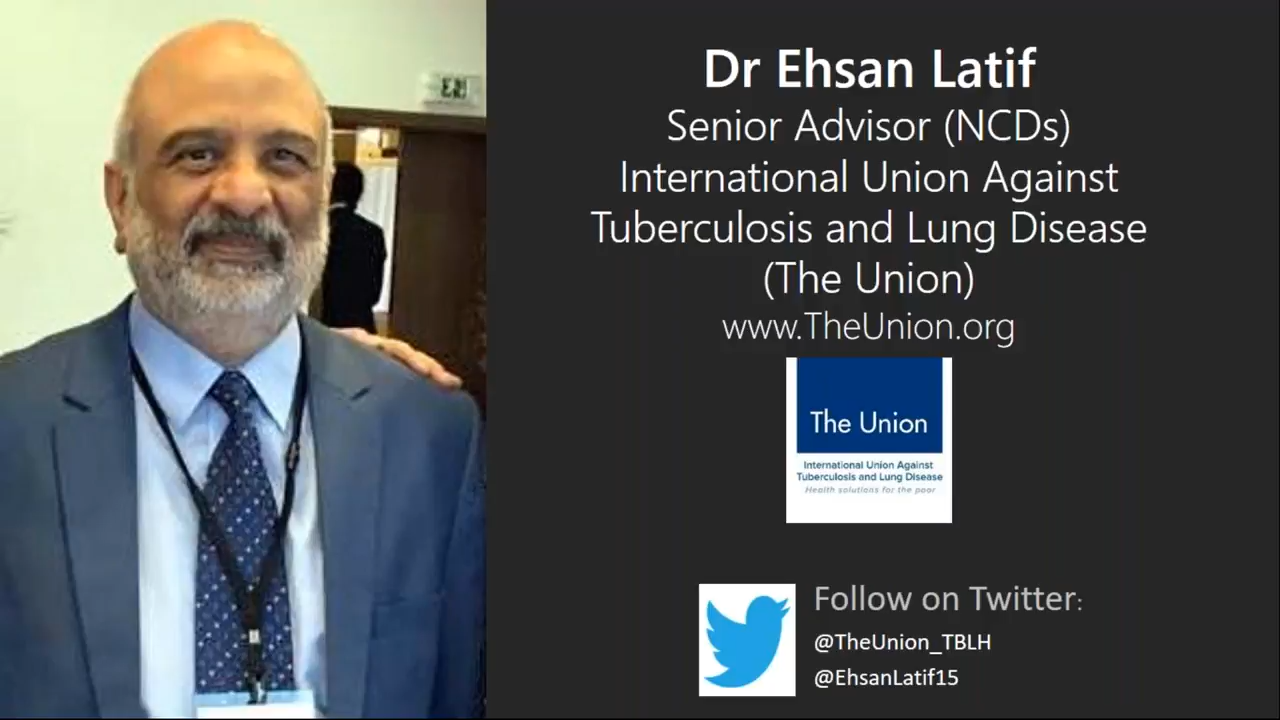 Dr Ehsan Latif
Senior Advisor (NCDs)
International Union Against
Tuberculosis and Lung Disease
(The Union)
www.TheUnion.org
The Union
International Union Against
Tuberculosis and Lung Disease
Health solutions for the poor
Follow on Twitter:
@TheUnion_TBLH
@EhsanLatif15